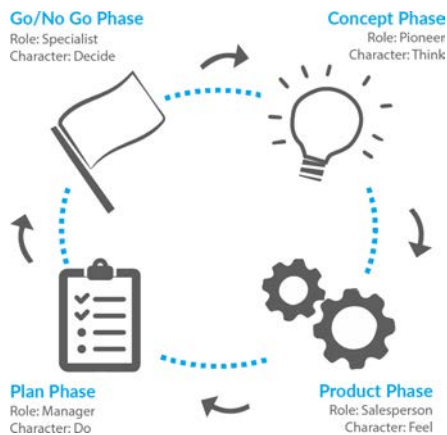 Go/No Go Phase
Role: Specialist
Character: Decide
Concept Phase
Role: Pioneer
Character: Think
Plan Phase
Role: Manager
Character: Do
Product Phase
Role: Salesperson
Character: Feel